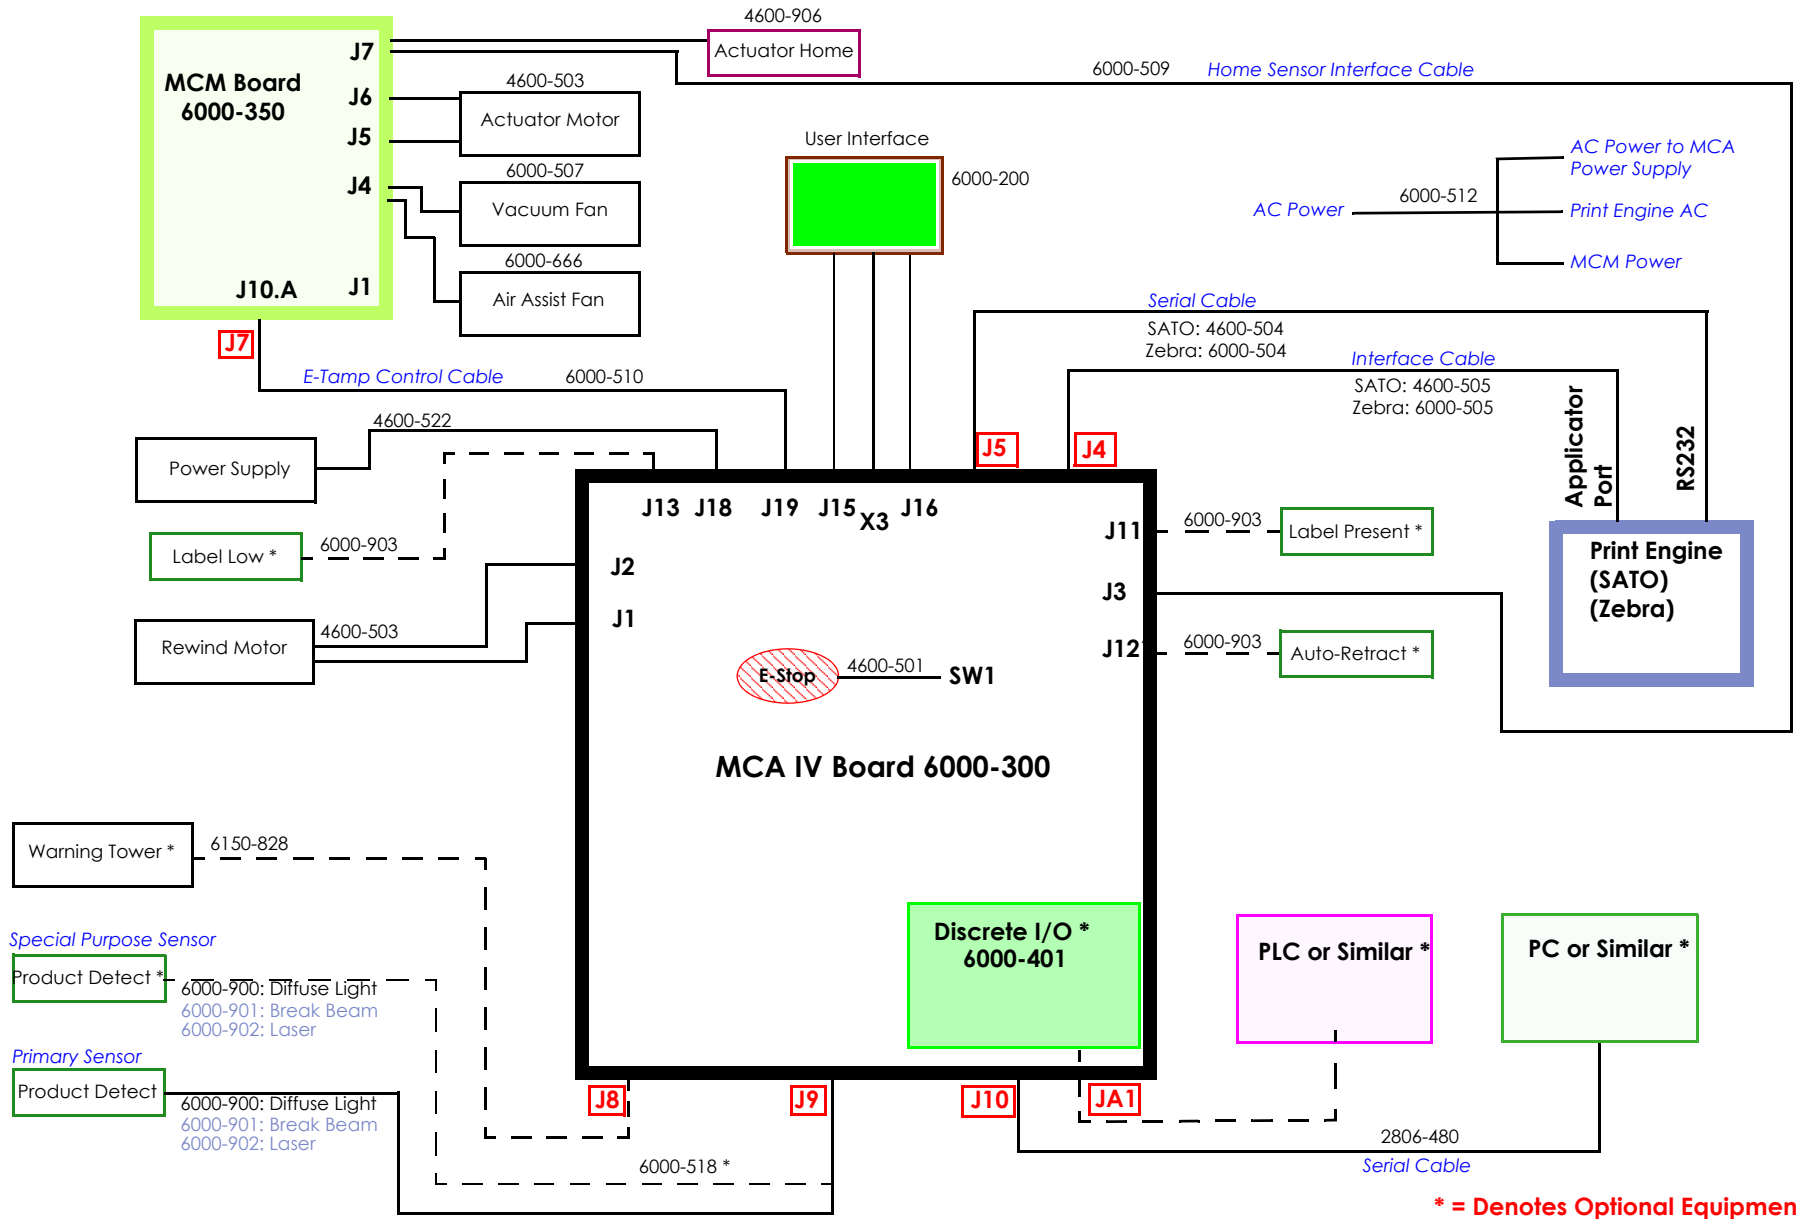 4600-906
Actuator Home
J7
MCM Board
6000-350
6000-509
Home Sensor Interface Cable
J6
4600-503
Actuator Motor
J5
User Interface
AC Power to MCA
Power Supply
6000-507
J4
6000-200
Vacuum Fan
6000-512
AC Power
Print Engine AC
6000-666
MCM Power
J10.A
J1
Air Assist Fan
Serial Cable
SATO: 4600-504
Zebra: 6000-504
J7
Interface Cable
E-Tamp Control Cable
6000-510
SATO: 4600-505
Zebra: 6000-505
4600-522
Applicator
Port
RS232
J5
J4
Power Supply
J13
J18
J19
J15
X3
J16
J11
6000-903
Label Present *
Label Low *
6000-903
Print Engine
(SATO)
(Zebra)
J2
J3
J1
4600-503
Rewind Motor
J12
6000-903
Auto-Retract *
E-Stop
4600-501
SW1
MCA IV Board 6000-300
Warning Tower *
6150-828
Discrete I/O *
6000-401
PLC or Similar *
PC or Similar *
Special Purpose Sensor
Product Detect *
6000-900: Diffuse Light
6000-901: Break Beam
6000-902: Laser
Primary Sensor
Product Detect
6000-900: Diffuse Light
6000-901: Break Beam
6000-902: Laser
J8
J9
J10
JA1
2806-480
Serial Cable
6000-518 *
* = Denotes Optional Equipmen